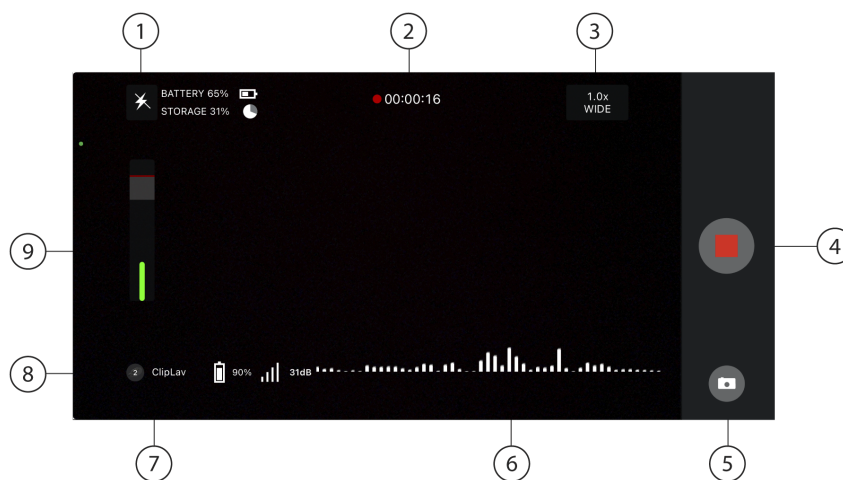 1
2
3
BATTERY 65%
STORAGE 31%
00:00:16
1.0x
WIDE
9
4
8
2 ClipLav 90% 31dB
7
6
5